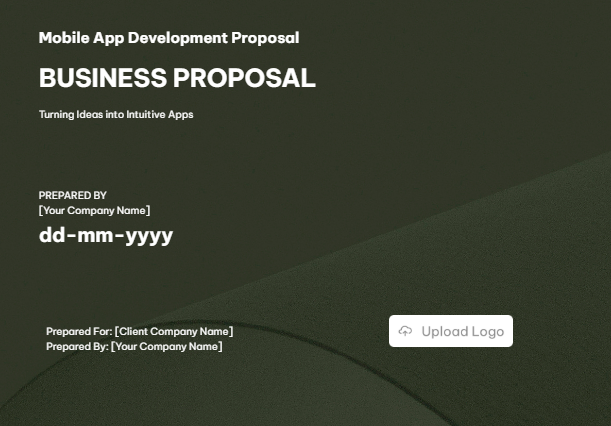 Mobile App Development Proposal
BUSINESS PROPOSAL
Turning Ideas into Intuitive Apps
PREPARED BY
[Your Company Name]
dd-mm-yyyy
Prepared For: [Client Company Name]
Prepared By: [Your Company Name]
Upload Logo